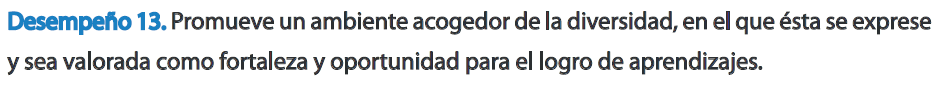 Desempeño 13. Promueve un ambiente acogedor de la diversidad, en el que ésta se exprese
y sea valorada como fortaleza y oportunidad para el logro de aprendizajes.